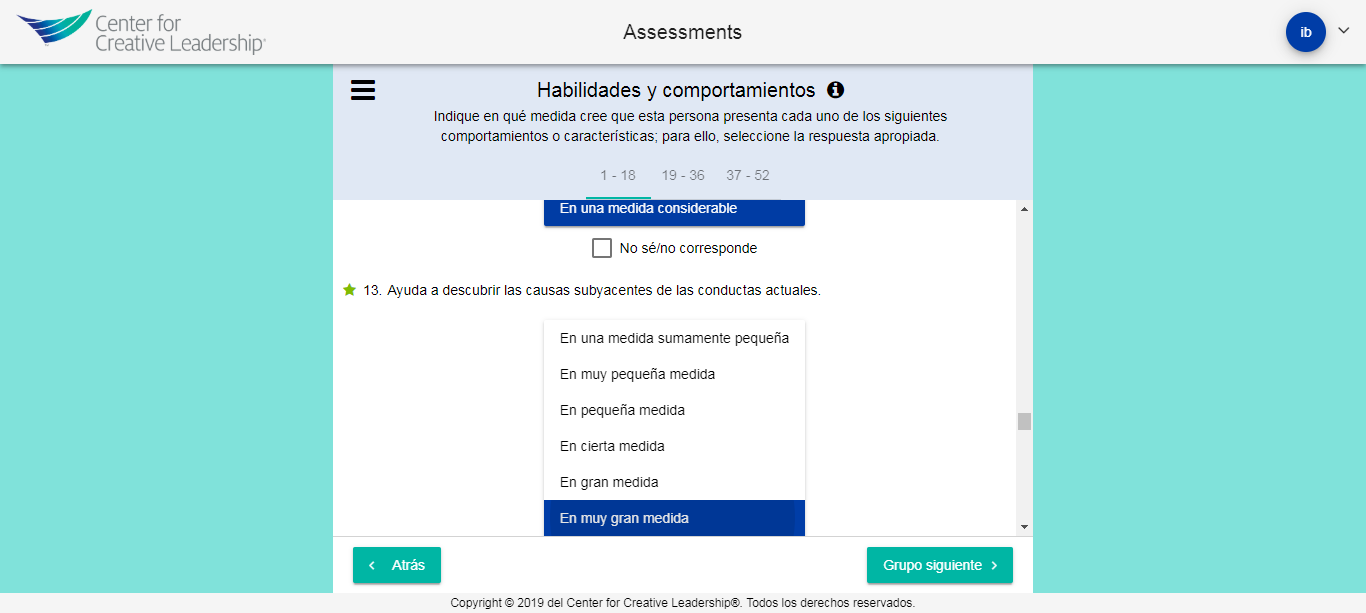 Center for
Creative Leadership®
Assessments
ib
Habilidades y comportamientos
Indique en qué medida cree que esta persona presenta cada uno de los siguientes
comportamientos o características; para ello, seleccione la respuesta apropiada.
1 - 18 19 - 36 37 - 52
En una medida considerable
No sé/no corresponde
13. Ayuda a descubrir las causas subyacentes de las conductas actuales.
En una medida sumamente pequeña
En muy pequeña medida
En pequeña medida
En cierta medida
En gran medida
En muy gran medida
Atrás
Grupo siguiente
Copyright © 2019 del Center for Creative Leadership®. Todos los derechos reservados.